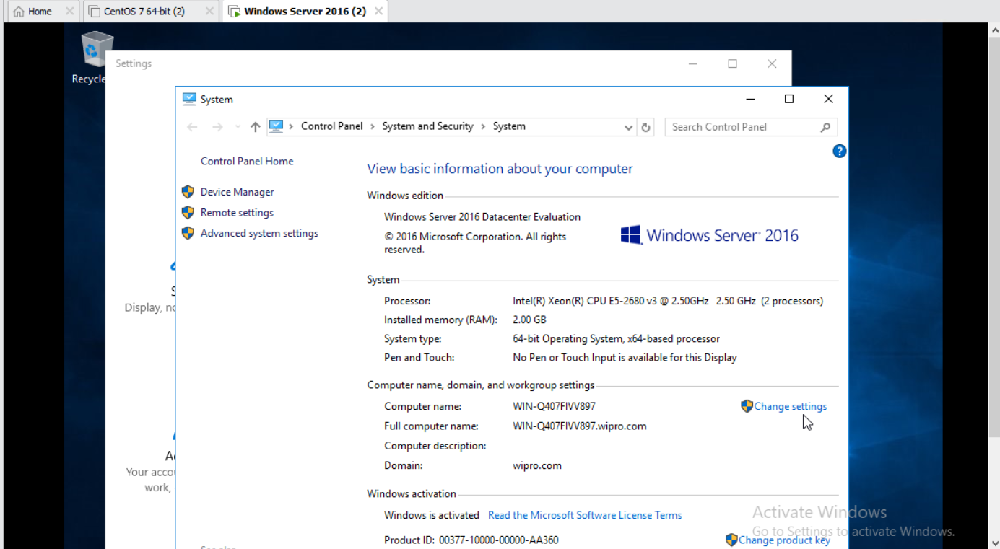 Home
CentOS 7 64-bit (2)
Windows Server 2016 (2)
Recycle
Settings
System
Control Panel > System and Security > System
Search Control Panel
Control Panel Home
Device Manager
Remote settings
Advanced system settings
View basic information about your computer
Windows edition
Windows Server 2016 Datacenter Evaluation
© 2016 Microsoft Corporation. All rights
reserved.
Windows Server® 2016
System
Processor: Intel(R) Xeon(R) CPU E5-2680 v3 @ 2.50GHz 2.50 GHz (2 processors)
Installed memory (RAM): 2.00 GB
System type: 64-bit Operating System, x64-based processor
Pen and Touch: No Pen or Touch Input is available for this Display
Display, no
Computer name, domain, and workgroup settings
Computer name: WIN-Q407FIVV897
Change settings
Full computer name: WIN-Q407FIVV897.wipro.com
Computer description:
Domain: wipro.com
Your accou
work,
Windows activation
Windows is activated Read the Microsoft Software License Terms
Product ID: 00377-10000-00000-AA360
Change product key
Activate Windows
Go to Settings to activate Windows.